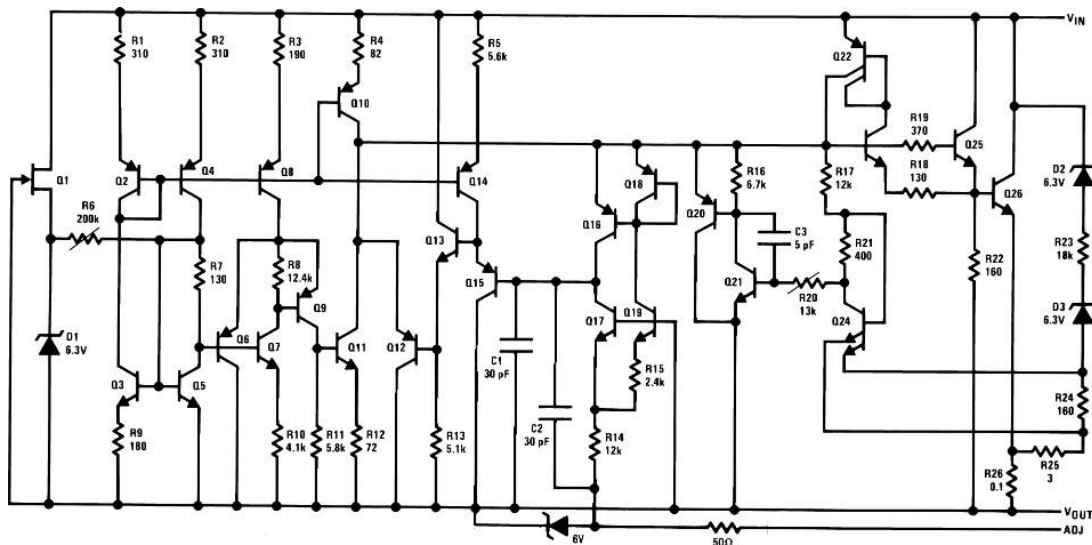 V_IN
R1
310
R2
310
R3
190
R4
82
R5
5.6k
Q22
Q10
R19
370
Q25
R16
6.7k
R17
12k
R18
130
Q1
Q2
Q4
Q8
Q14
Q18
Q26
D2
6.3V
R6
200k
Q20
Q16
Q13
C3
5 pF
R7
130
R8
12.4k
R21
400
R22
160
R23
18k
Q15
Q21
Q9
R20
13k
Q17
Q19
Q24
D3
6.3V
D1
6.3V
Q6
Q7
Q11
Q12
C1
30 pF
R15
2.4k
Q3
Q5
R24
160
C2
30 pF
R14
12k
R9
180
R10
4.1k
R11
5.8k
R12
72
R13
5.1k
R26
0.1
R25
3
V_OUT
ADJ
6V
50Ω